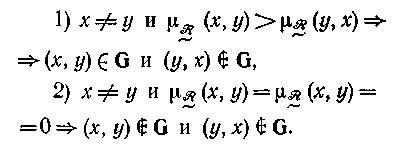 1) x ≠ y и μ_ℛ̰ (x, y) > μ_ℛ̰ (y, x) ⇒
⇒ (x, y) ∈ G и (y, x) ∉ G,
2) x ≠ y и μ_ℛ̰ (x, y) = μ_ℛ̰ (x, y) =
= 0 ⇒ (x, y) ∉ G и (y, x) ∉ G.